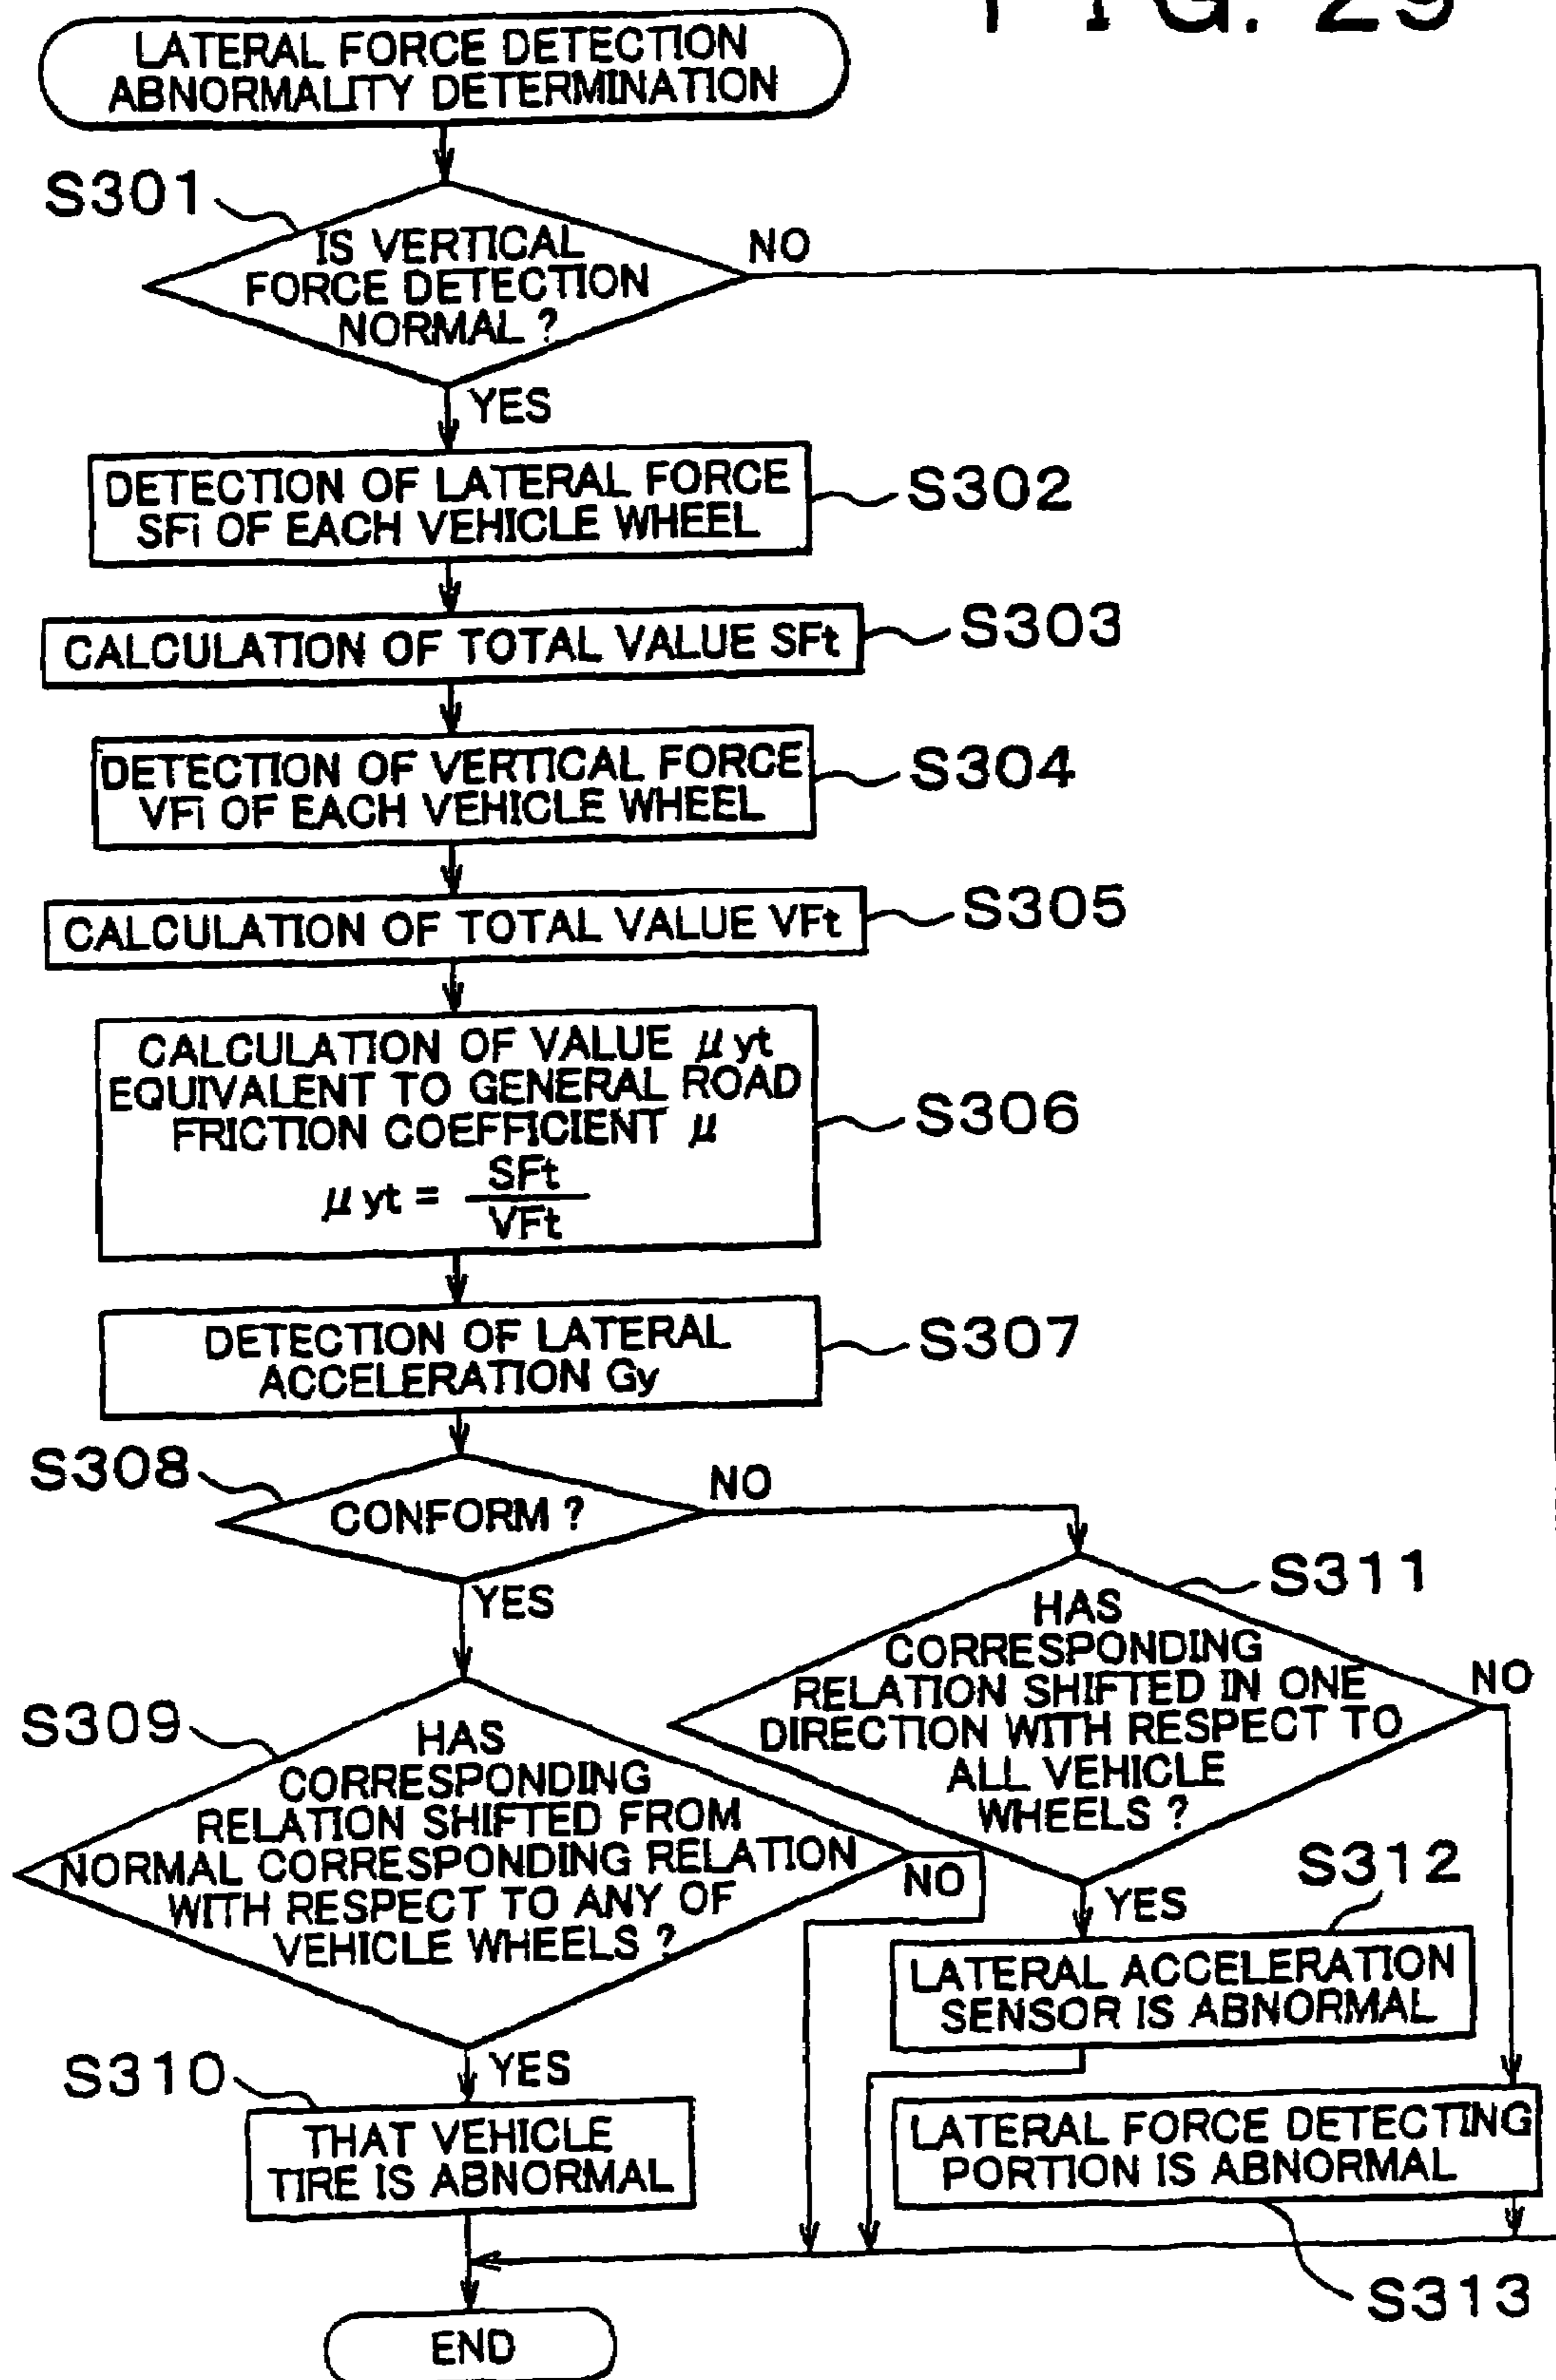 FIG. 29
LATERAL FORCE DETECTION
ABNORMALITY DETERMINATION
S301
IS VERTICAL
FORCE DETECTION
NORMAL ?
NO
YES
DETECTION OF LATERAL FORCE
SFi OF EACH VEHICLE WHEEL
S302
CALCULATION OF TOTAL VALUE SFt
S303
DETECTION OF VERTICAL FORCE
VFi OF EACH VEHICLE WHEEL
S304
CALCULATION OF TOTAL VALUE VFt
S305
CALCULATION OF VALUE μyt
EQUIVALENT TO GENERAL ROAD
FRICTION COEFFICIENT μ
μyt = SFt / VFt
S306
DETECTION OF LATERAL
ACCELERATION Gy
S307
S308
CONFORM ?
NO
YES
S311
HAS
CORRESPONDING
RELATION SHIFTED IN ONE
DIRECTION WITH RESPECT TO
ALL VEHICLE
WHEELS ?
NO
YES
S309
HAS
CORRESPONDING
RELATION SHIFTED FROM
NORMAL CORRESPONDING RELATION
WITH RESPECT TO ANY OF
VEHICLE WHEELS ?
NO
YES
S312
LATERAL ACCELERATION
SENSOR IS ABNORMAL
S310
THAT VEHICLE
TIRE IS ABNORMAL
LATERAL FORCE DETECTING
PORTION IS ABNORMAL
S313
END